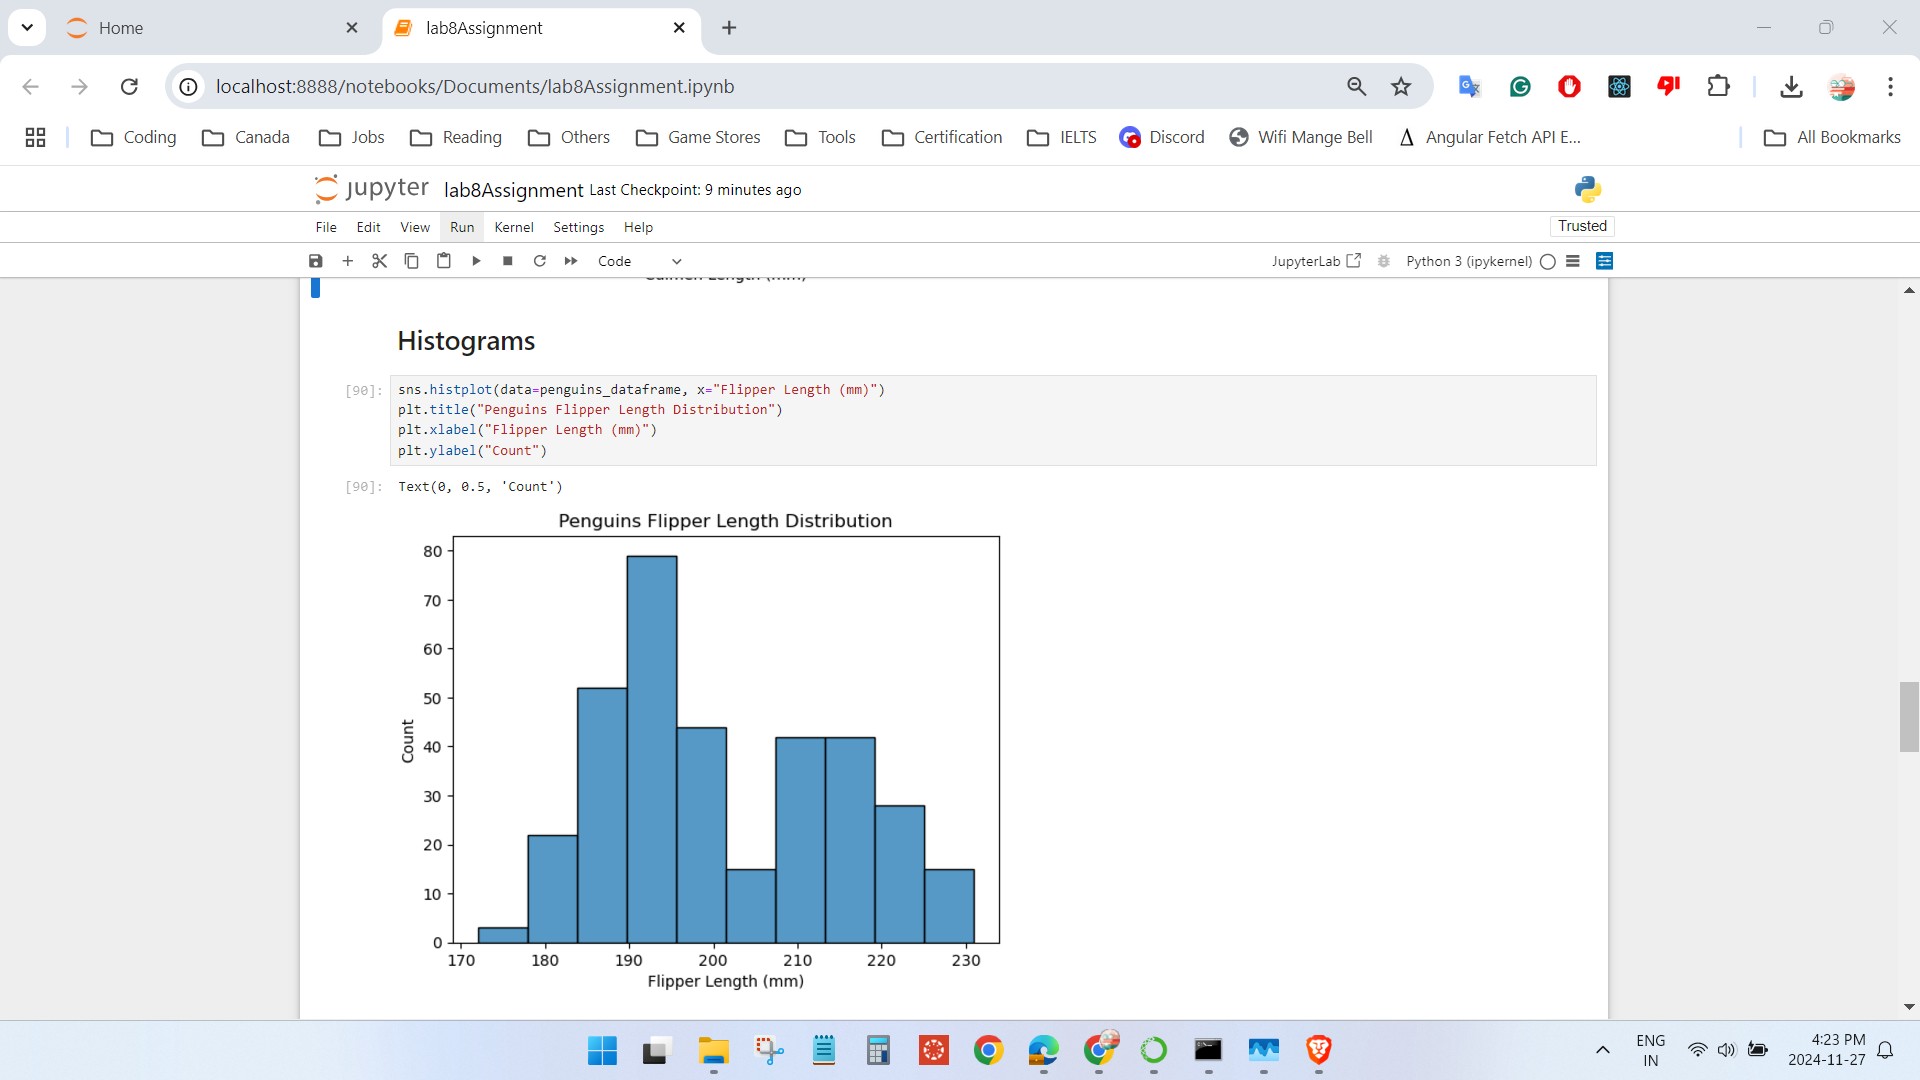 Home
lab8Assignment
localhost:8888/notebooks/Documents/lab8Assignment.ipynb
Coding
Canada
Jobs
Reading
Others
Game Stores
Tools
Certification
IELTS
Discord
Wifi Mange Bell
Angular Fetch API E...
All Bookmarks
jupyter lab8Assignment Last Checkpoint: 9 minutes ago
File Edit View Run Kernel Settings Help
Trusted
Code
JupyterLab
Python 3 (ipykernel)
Histograms
[90]:
sns.histplot(data=penguins_dataframe, x="Flipper Length (mm)")
plt.title("Penguins Flipper Length Distribution")
plt.xlabel("Flipper Length (mm)")
plt.ylabel("Count")
[90]: Text(0, 0.5, 'Count')
Penguins Flipper Length Distribution
80
70
60
50
40
30
20
10
0
Count
170 180 190 200 210 220 230
Flipper Length (mm)
ENG
IN
4:23 PM
2024-11-27